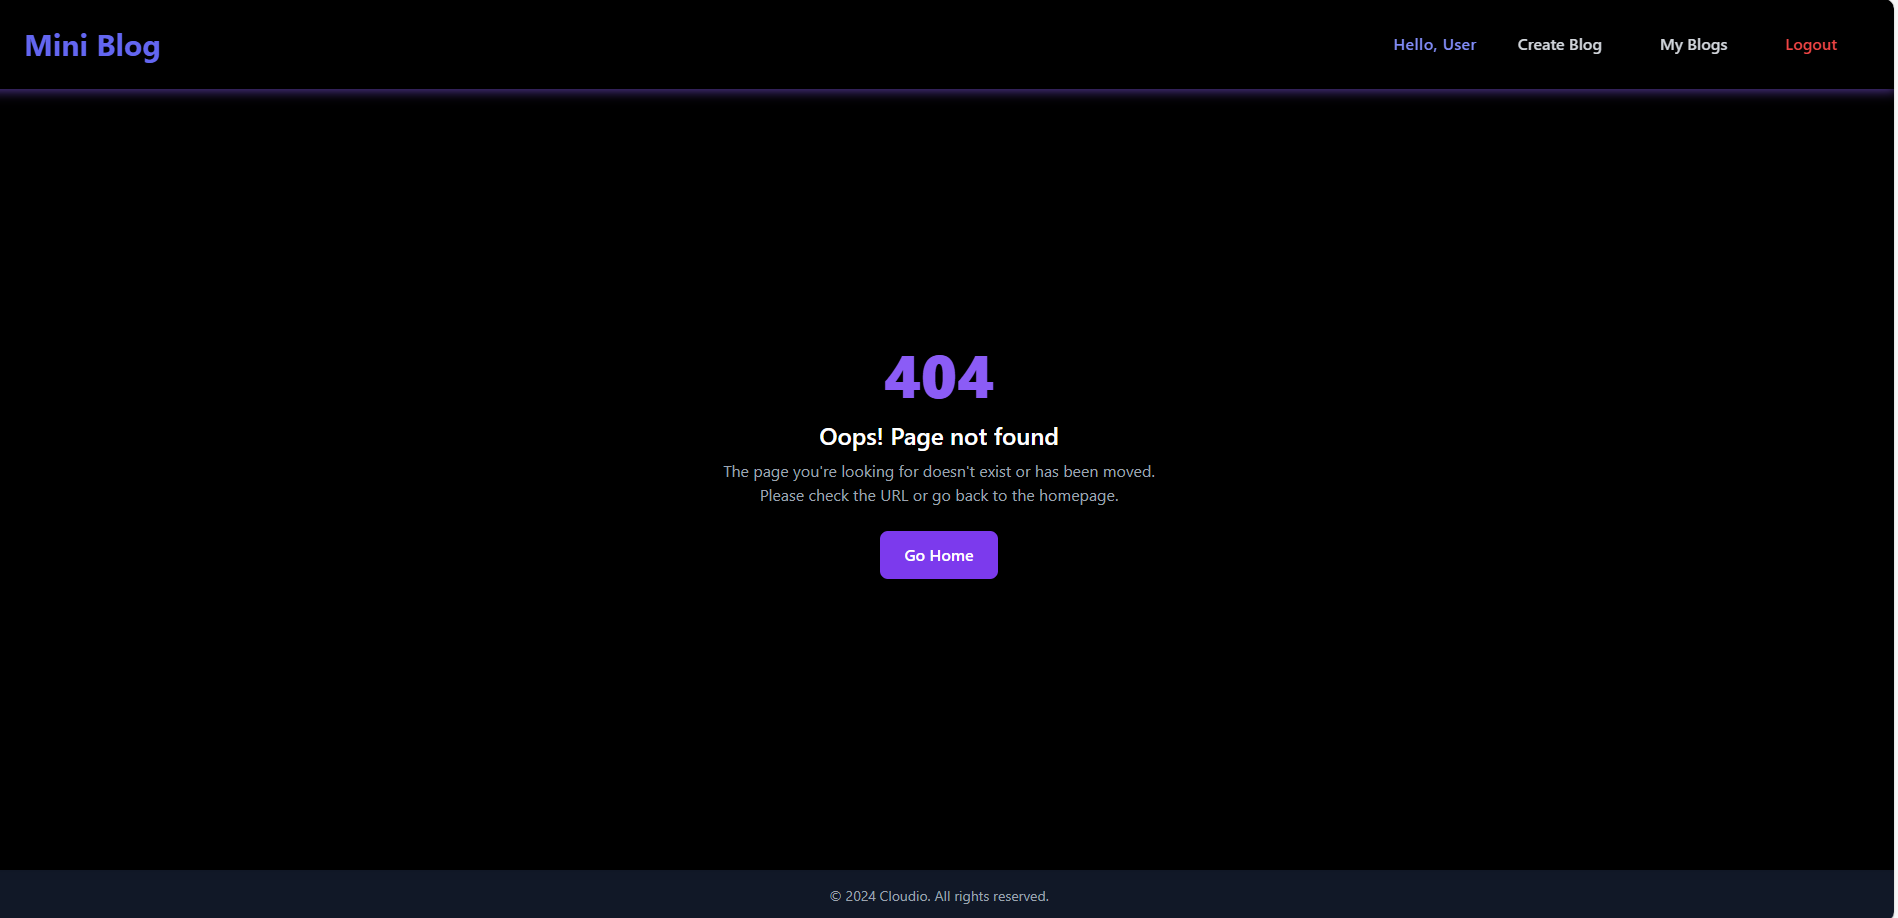 Mini Blog
Hello, User
Create Blog
My Blogs
Logout
404
Oops! Page not found
The page you're looking for doesn't exist or has been moved.
Please check the URL or go back to the homepage.
Go Home
© 2024 Cloudio. All rights reserved.